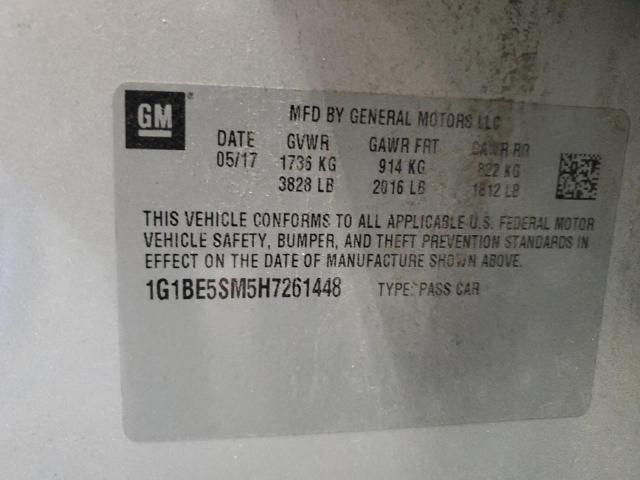 GM
MFD BY GENERAL MOTORS LLC
DATE GVWR GAWR FRT GAWR RR
05/17 1736 KG 914 KG 822 KG
3828 LB 2016 LB 1812 LB
THIS VEHICLE CONFORMS TO ALL APPLICABLE U.S. FEDERAL MOTOR
VEHICLE SAFETY, BUMPER, AND THEFT PREVENTION STANDARDS IN
EFFECT ON THE DATE OF MANUFACTURE SHOWN ABOVE.
1G1BE5SM5H7261448 TYPE: PASS CAR